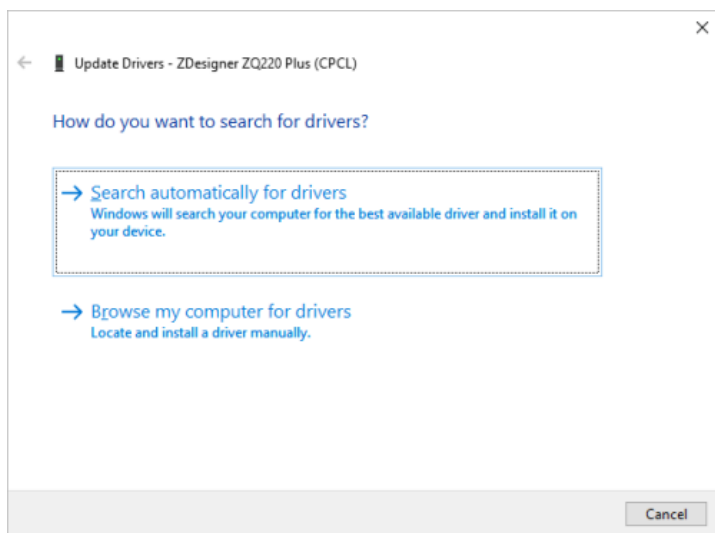 Update Drivers - ZDesigner ZQ220 Plus (CPCL)
How do you want to search for drivers?
Search automatically for drivers
Windows will search your computer for the best available driver and install it on
your device.
Browse my computer for drivers
Locate and install a driver manually.
Cancel